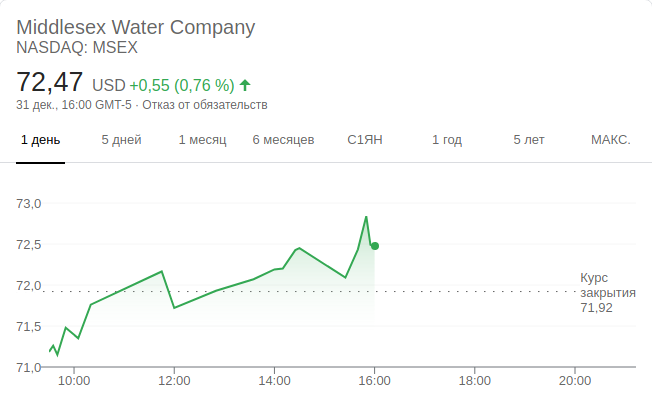 Middlesex Water Company
NASDAQ: MSEX
72,47 USD +0,55 (0,76 %)
31 дек., 16:00 GMT-5 · Отказ от обязательств
1 день 5 дней 1 месяц 6 месяцев С1ЯН 1 год 5 лет МАКС.
73,0
72,5
72,0
71,5
71,0
Курс
закрытия
71,92
10:00 12:00 14:00 16:00 18:00 20:00